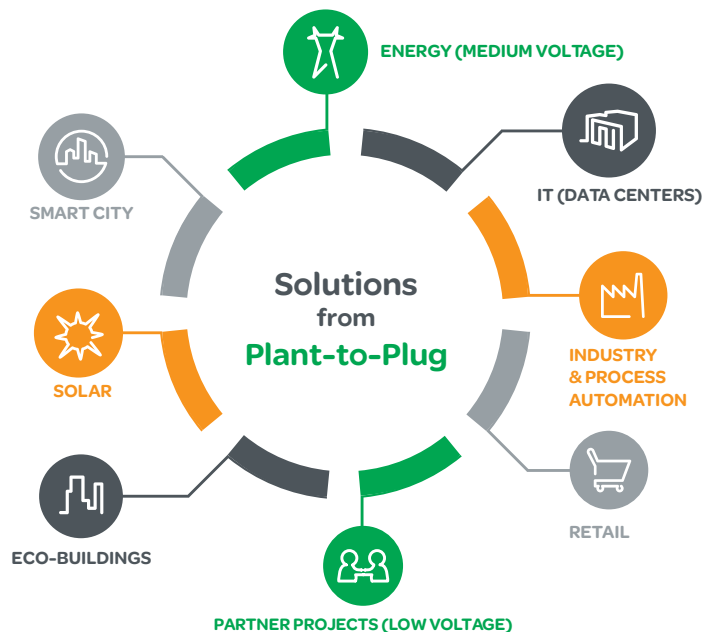 ENERGY (MEDIUM VOLTAGE)
IT (DATA CENTERS)
SMART CITY
Solutions
from
Plant-to-Plug
INDUSTRY
& PROCESS
AUTOMATION
SOLAR
RETAIL
ECO-BUILDINGS
PARTNER PROJECTS (LOW VOLTAGE)